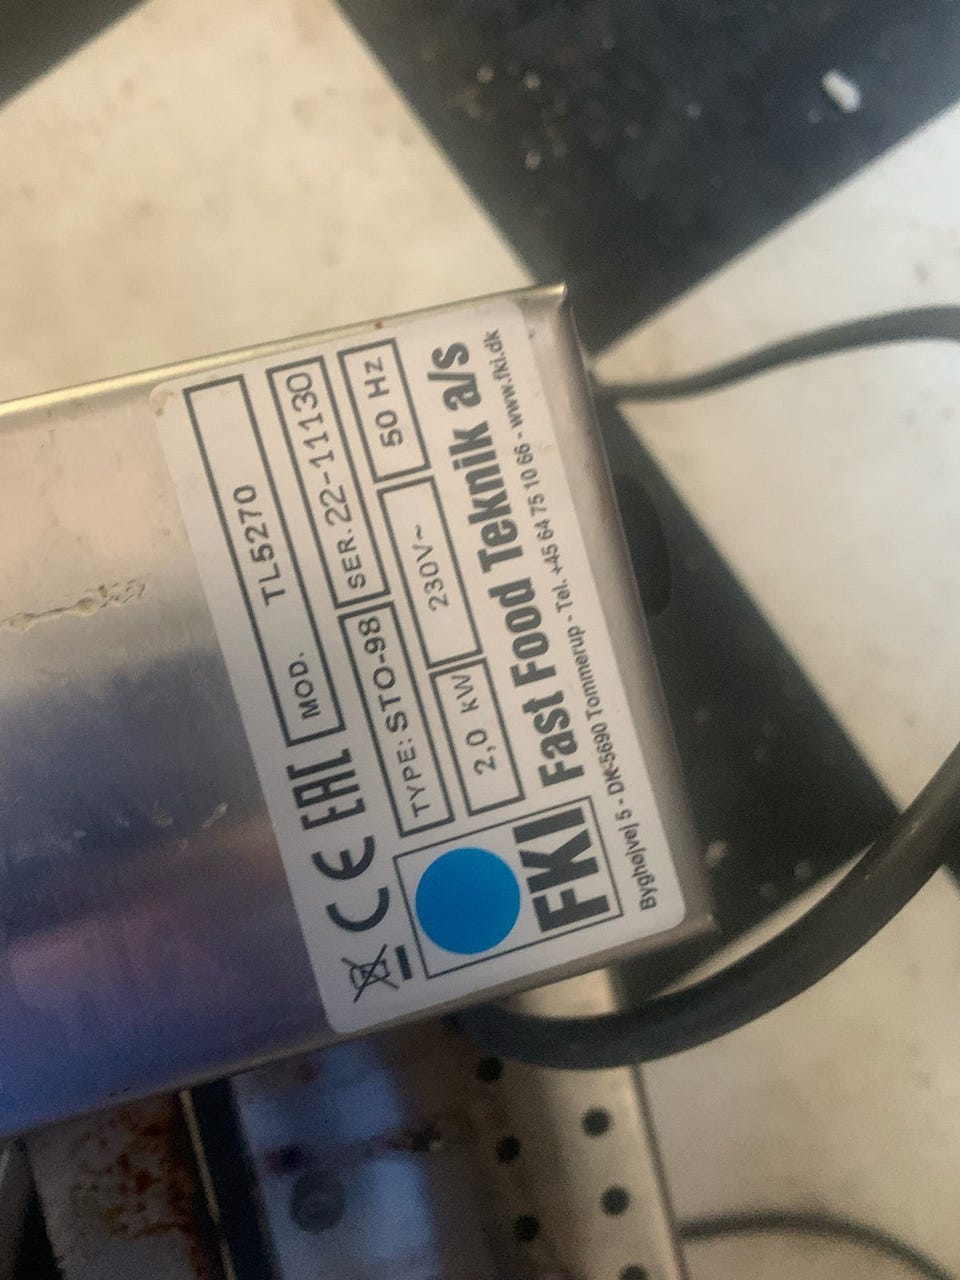 CE EAC MOD. TL5270
TYPE: STO-98 SER. 22-11130
2,0 KW 230V~ 50 Hz
FKI Fast Food Teknik a/s
Byghøjvej 5 - DK-5690 Tommerup - Tel. +45 64 75 10 66 - www.fki.dk